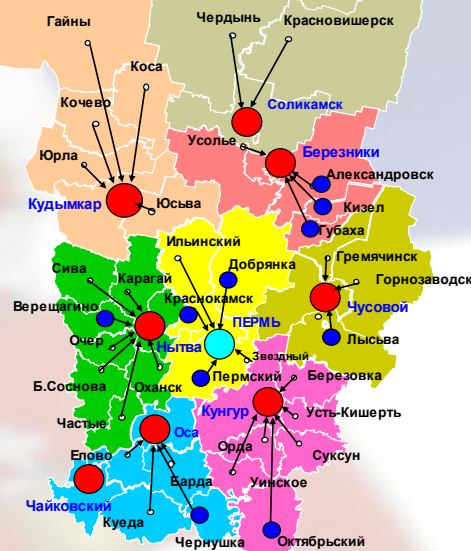 Гайны
Чердынь
Красновишерск
Коса
Кочево
Соликамск
Усолье
Березники
Юрла
Александровск
Кудымкар
Юсьва
Кизел
Губаха
Ильинский
Гремячинск
Сива
Карагай
Добрянка
Горнозаводск
Верещагино
Краснокамск
Чусовой
ПЕРМЬ
Очер
Нытва
Лысьва
Звездный
Б.Соснова
Оханск
Пермский
Березовка
Кунгур
Усть-Кишерть
Частые
Оса
Орда
Суксун
Елово
Барда
Уинское
Чайковский
Куеда
Чернушка
Октябрьский